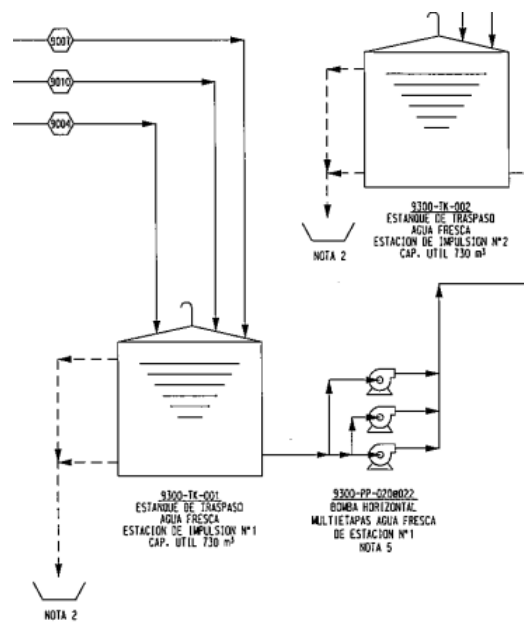 9007
9010
9004
9300-TK-002
ESTANQUE DE TRASPASO
AGUA FRESCA
ESTACION DE IMPULSION N°2
CAP. UTIL 730 m³
NOTA 2
9300-TK-001
ESTANQUE DE TRASPASO
AGUA FRESCA
ESTACION DE IMPULSION N°1
CAP. UTIL 730 m³
9300-PP-020@022
BOMBA HORIZONTAL
MULTIETAPAS AGUA FRESCA
DE ESTACION N°1
NOTA 5
NOTA 2